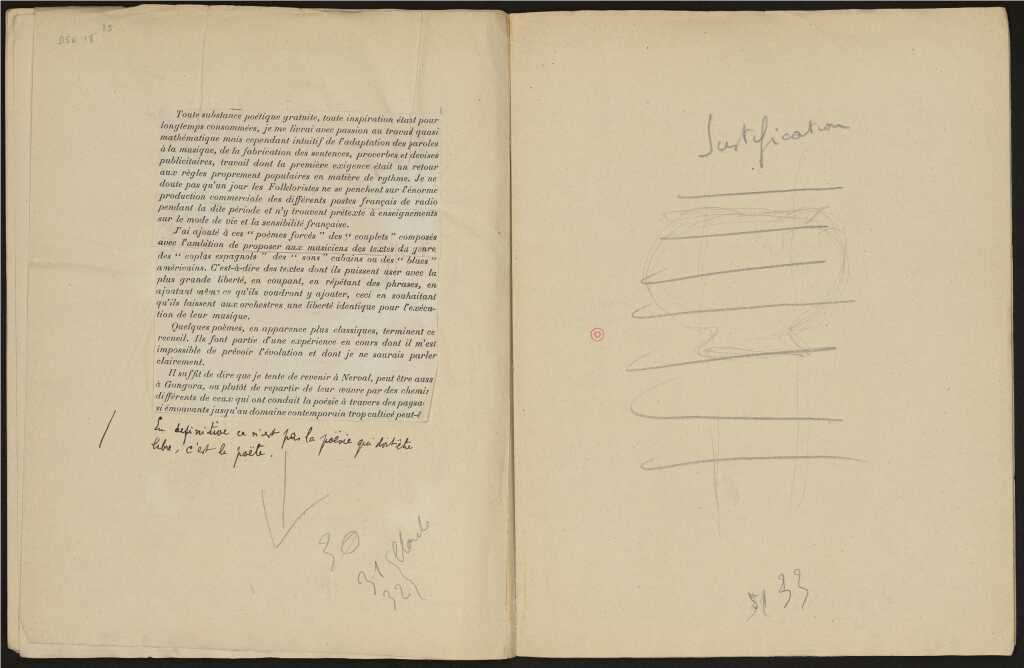 DSN 18 15
Toute substance poétique gratuite, toute inspiration étant pour
longtemps consommées, je me livrai avec passion au travail quasi
mathématique mais cependant intuitif de l'adaptation des paroles
à la musique, de la fabrication des sentences, proverbes et devises
publicitaires, travail dont la première exigence était un retour
aux règles proprement populaires en matière de rythme. Je ne
doute pas qu'un jour les Folkloristes ne se penchent sur l'énorme
production commerciale des différents postes français de radio
pendant la dite période et n'y trouvent prétexte à enseignements
sur le mode de vie et la sensibilité française.
J'ai ajouté à ces " poèmes forcés " des " couplets " composés
avec l'ambition de proposer aux musiciens des textes du genre
des " coplas espagnols " des " sons " cubains ou des " blues "
américains. C'est-à-dire des textes dont ils puissent user avec la
plus grande liberté, en coupant, en répétant des phrases, en
ajoutant même ce qu'ils voudront y ajouter, ceci en souhaitant
qu'ils laissent aux orchestres une liberté identique pour l'exécu-
tion de leur musique.
Quelques poèmes, en apparence plus classiques, terminent ce
recueil. Ils font partie d'une expérience en cours dont il m'est
impossible de prévoir l'évolution et dont je ne saurais parler
clairement.
Il suffit de dire que je tente de revenir à Nerval, peut être auss
à Gongora, ou plutôt de repartir de leur œuvre par des chemi
différents de ceux qui ont conduit la poésie à travers des paysa
si émouvants jusqu'au domaine contemporain trop cultivé peut-ê
En définitive ce n'est pas la poésie qui doit être
libre, c'est le poète.
30
31
32
Justification
33